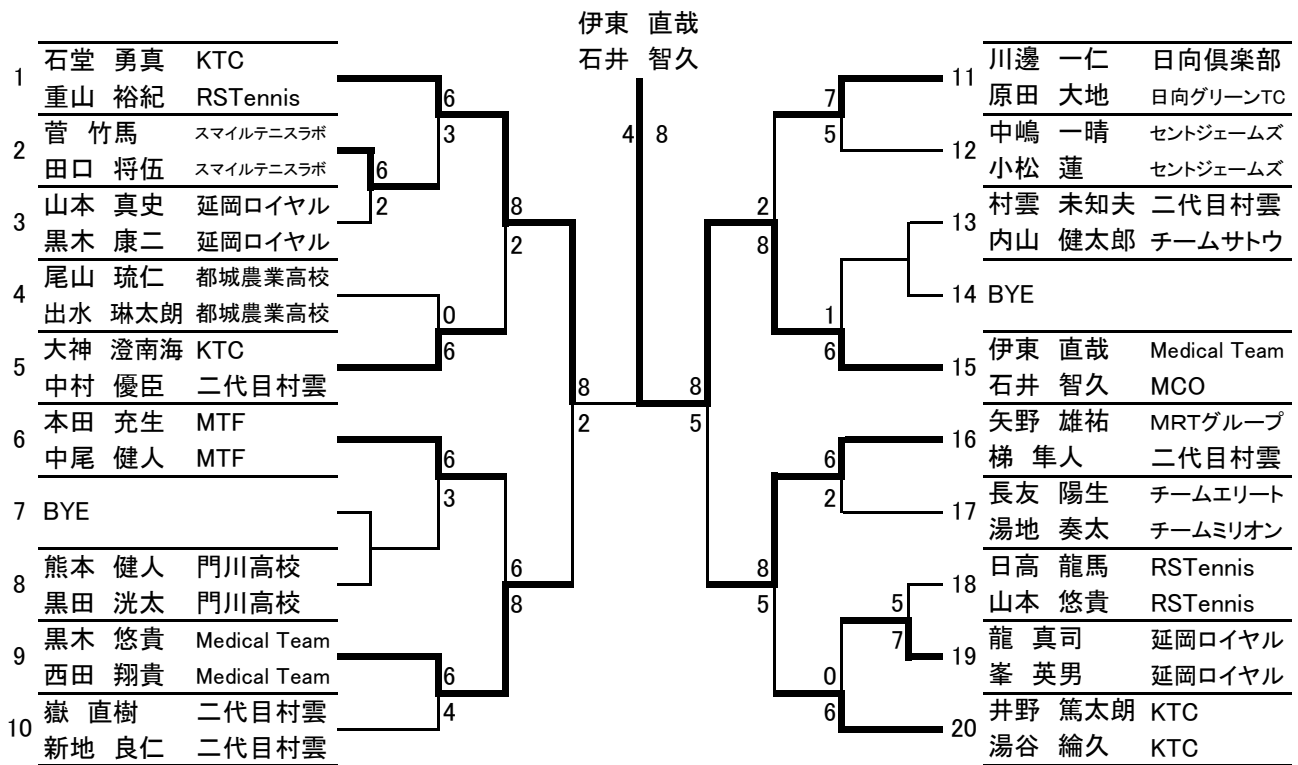 伊東 直哉
石井 智久
4 8
1 石堂 勇真 KTC
重山 裕紀 RSTennis
2 菅 竹馬 スマイルテニスラボ
田口 将伍 スマイルテニスラボ
3 山本 真史 延岡ロイヤル
黒木 康二 延岡ロイヤル
4 尾山 琉仁 都城農業高校
出水 琳太朗 都城農業高校
5 大神 澄南海 KTC
中村 優臣 二代目村雲
6 本田 充生 MTF
中尾 健人 MTF
7 BYE
8 熊本 健人 門川高校
黒田 洸太 門川高校
9 黒木 悠貴 Medical Team
西田 翔貴 Medical Team
10 嶽 直樹 二代目村雲
新地 良仁 二代目村雲
6
3
6
2
8
2
0
6
8
2
6
3
6
8
6
4
11 川邊 一仁 日向倶楽部
原田 大地 日向グリーンTC
12 中嶋 一晴 セントジェームズ
小松 蓮 セントジェームズ
13 村雲 未知夫 二代目村雲
内山 健太郎 チームサトウ
14 BYE
15 伊東 直哉 Medical Team
石井 智久 MCO
16 矢野 雄祐 MRTグループ
梯 隼人 二代目村雲
17 長友 陽生 チームエリート
湯地 奏太 チームミリオン
18 日高 龍馬 RSTennis
山本 悠貴 RSTennis
19 龍 真司 延岡ロイヤル
峯 英男 延岡ロイヤル
20 井野 篤太朗 KTC
湯谷 綸久 KTC
7
5
2
8
1
6
8
5
6
2
8
5
5
7
0
6